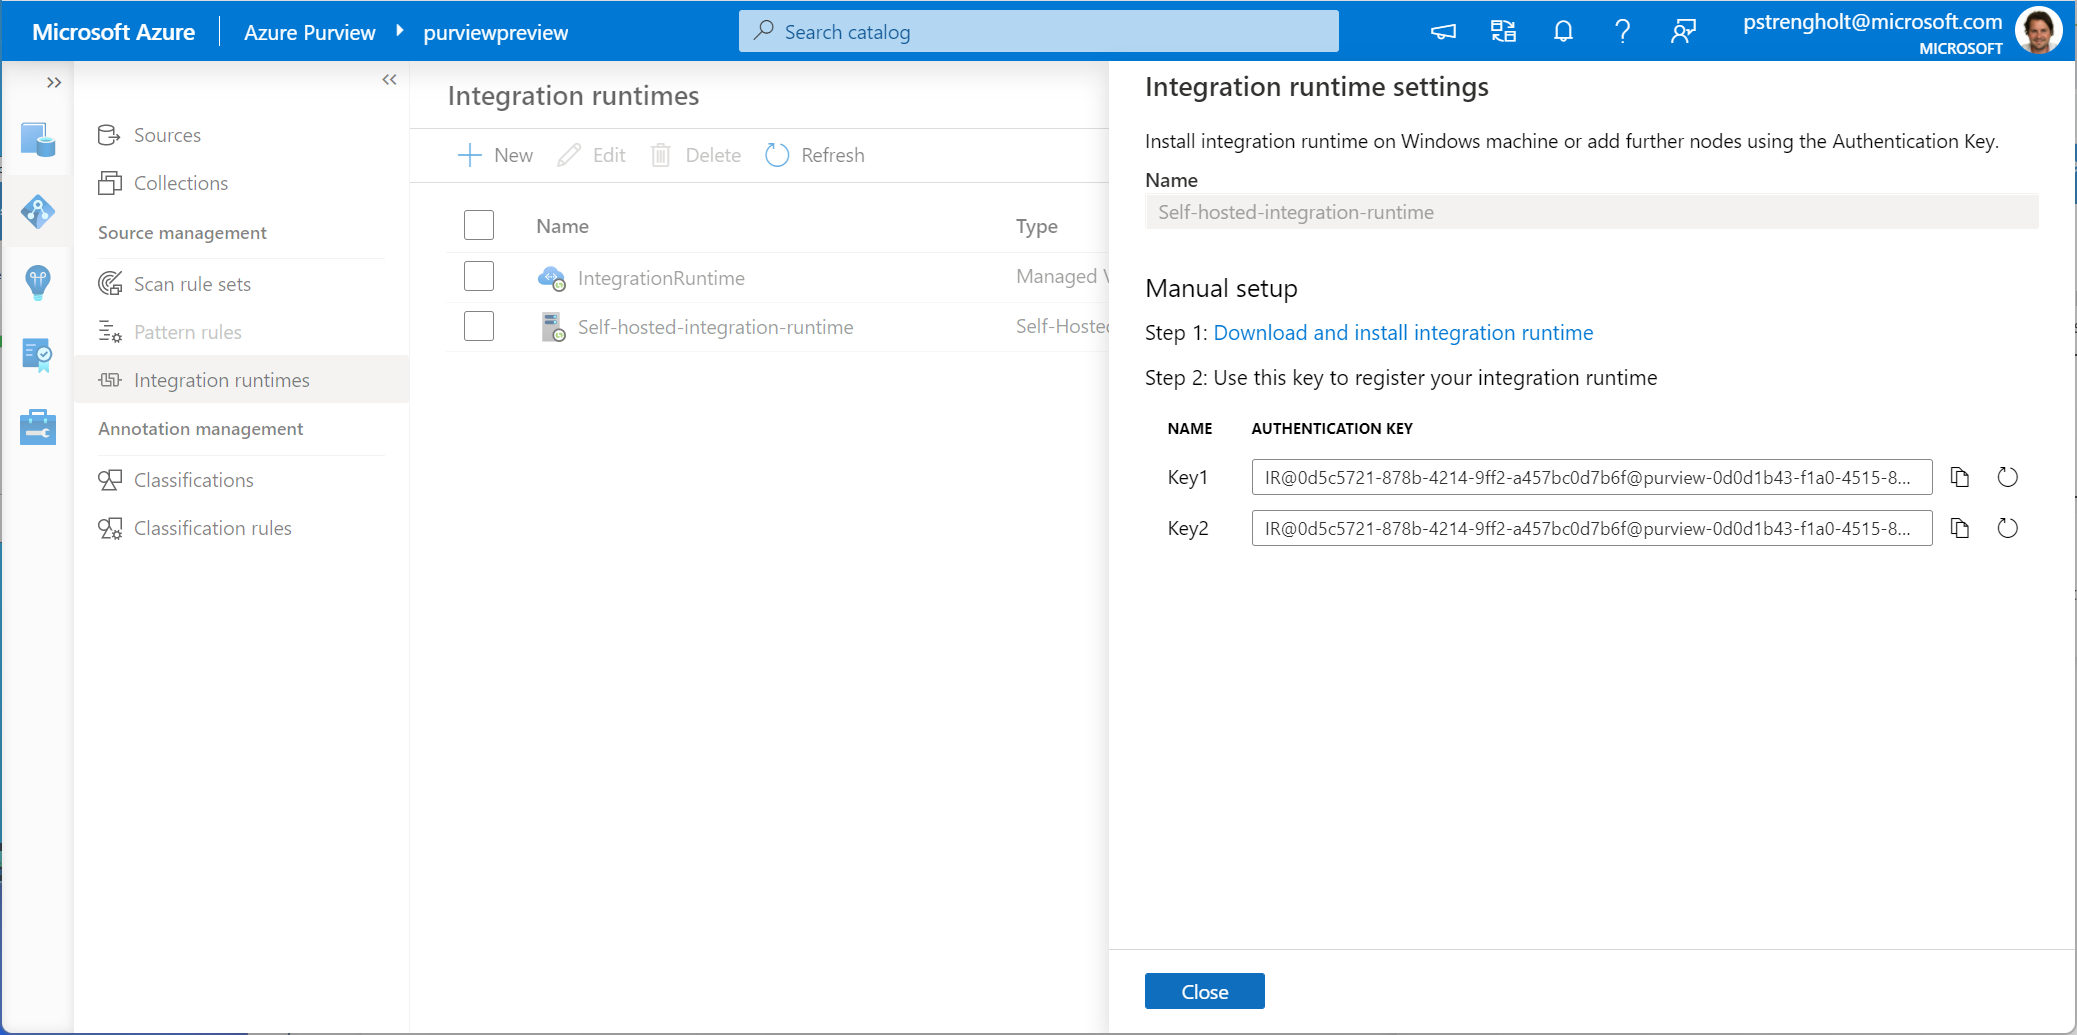 Microsoft Azure
Azure Purview
purviewpreview
Search catalog
pstrengholt@microsoft.com
MICROSOFT
Sources
Collections
Source management
Scan rule sets
Pattern rules
Integration runtimes
Annotation management
Classifications
Classification rules
Integration runtimes
New Edit Delete Refresh
Name Type
IntegrationRuntime Managed
Self-hosted-integration-runtime Self-Hosted
Integration runtime settings
Install integration runtime on Windows machine or add further nodes using the Authentication Key.
Name
Self-hosted-integration-runtime
Manual setup
Step 1: Download and install integration runtime
Step 2: Use this key to register your integration runtime
NAME AUTHENTICATION KEY
Key1 IR@0d5c5721-878b-4214-9ff2-a457bc0d7b6f@purview-0d0d1b43-f1a0-4515-8...
Key2 IR@0d5c5721-878b-4214-9ff2-a457bc0d7b6f@purview-0d0d1b43-f1a0-4515-8...
Close